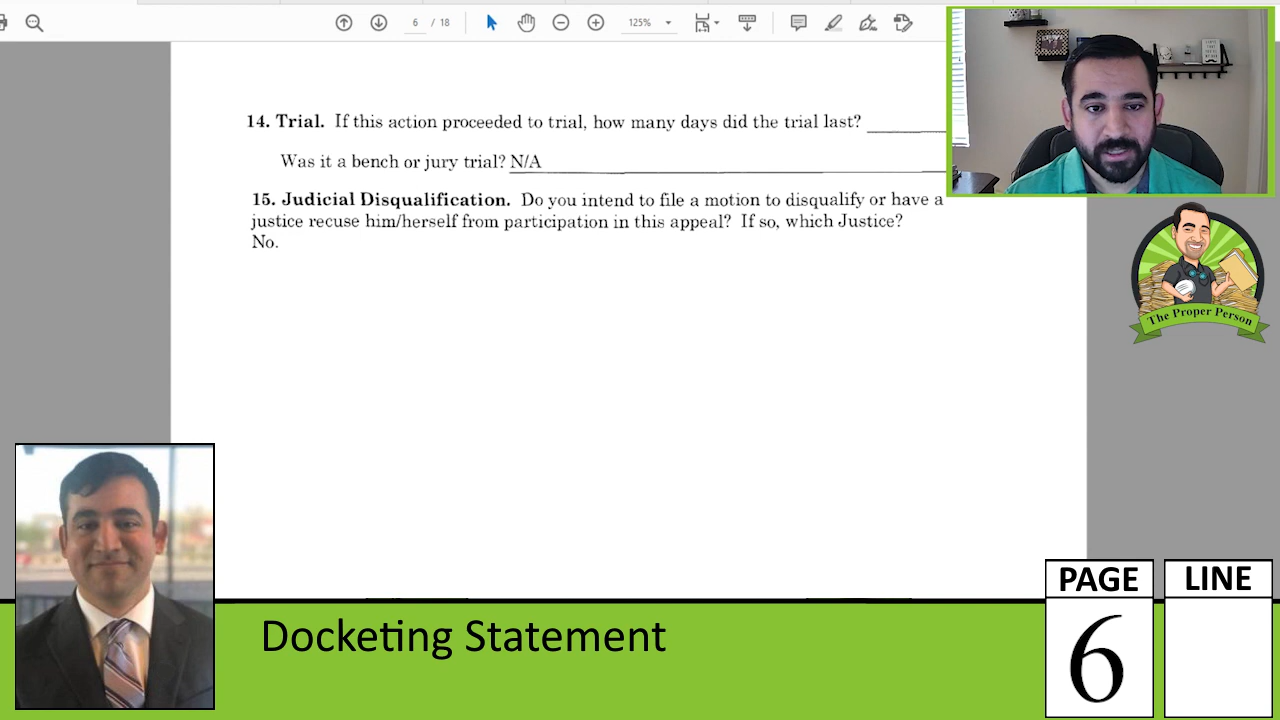 6 / 18
125%
14. Trial. If this action proceeded to trial, how many days did the trial last?
Was it a bench or jury trial? N/A
15. Judicial Disqualification. Do you intend to file a motion to disqualify or have a
justice recuse him/herself from participation in this appeal? If so, which Justice?
No.
The Proper Person
Docketing Statement
PAGE
6
LINE